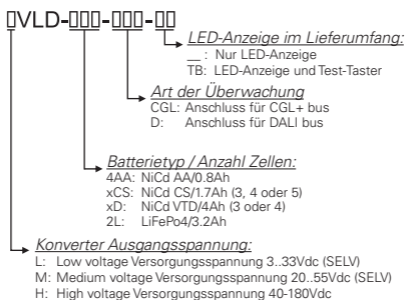 ▯VLD-▯▯▯-▯▯▯-▯▯
LED-Anzeige im Lieferumfang:
__ : Nur LED-Anzeige
TB: LED-Anzeige und Test-Taster
Art der Überwachung
CGL: Anschluss für CGL+ bus
D: Anschluss für DALI bus
Batterietyp / Anzahl Zellen:
4AA: NiCd AA/0.8Ah
xCS: NiCd CS/1.7Ah (3, 4 oder 5)
xD: NiCd VTD/4Ah (3 oder 4)
2L: LiFePo4/3.2Ah
Konverter Ausgangsspannung:
L: Low voltage Versorgungsspannung 3..33Vdc (SELV)
M: Medium voltage Versorgungsspannung 20..55Vdc (SELV)
H: High voltage Versorgungsspannung 40-180Vdc